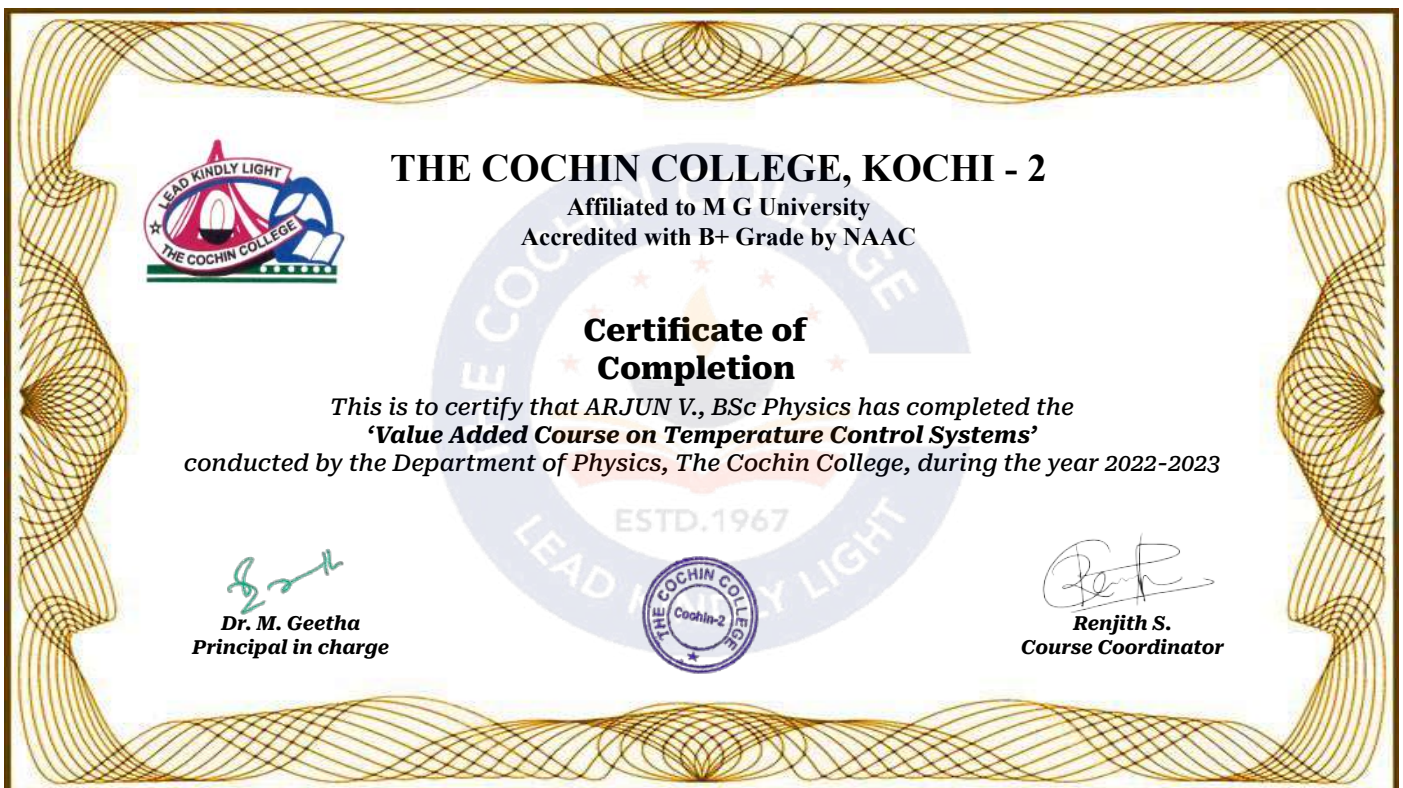 LEAD KINDLY LIGHT
THE COCHIN COLLEGE
THE COCHIN COLLEGE, KOCHI - 2
Affiliated to M G University
Accredited with B+ Grade by NAAC
THE COCHIN COLLEGE
Certificate of
Completion
This is to certify that ARJUN V., BSc Physics has completed the
‘Value Added Course on Temperature Control Systems’
conducted by the Department of Physics, The Cochin College, during the year 2022-2023
ESTD.1967
LEAD KINDLY LIGHT
Dr. M. Geetha
Principal in charge
THE COCHIN COLLEGE
Cochin-2
Renjith S.
Course Coordinator